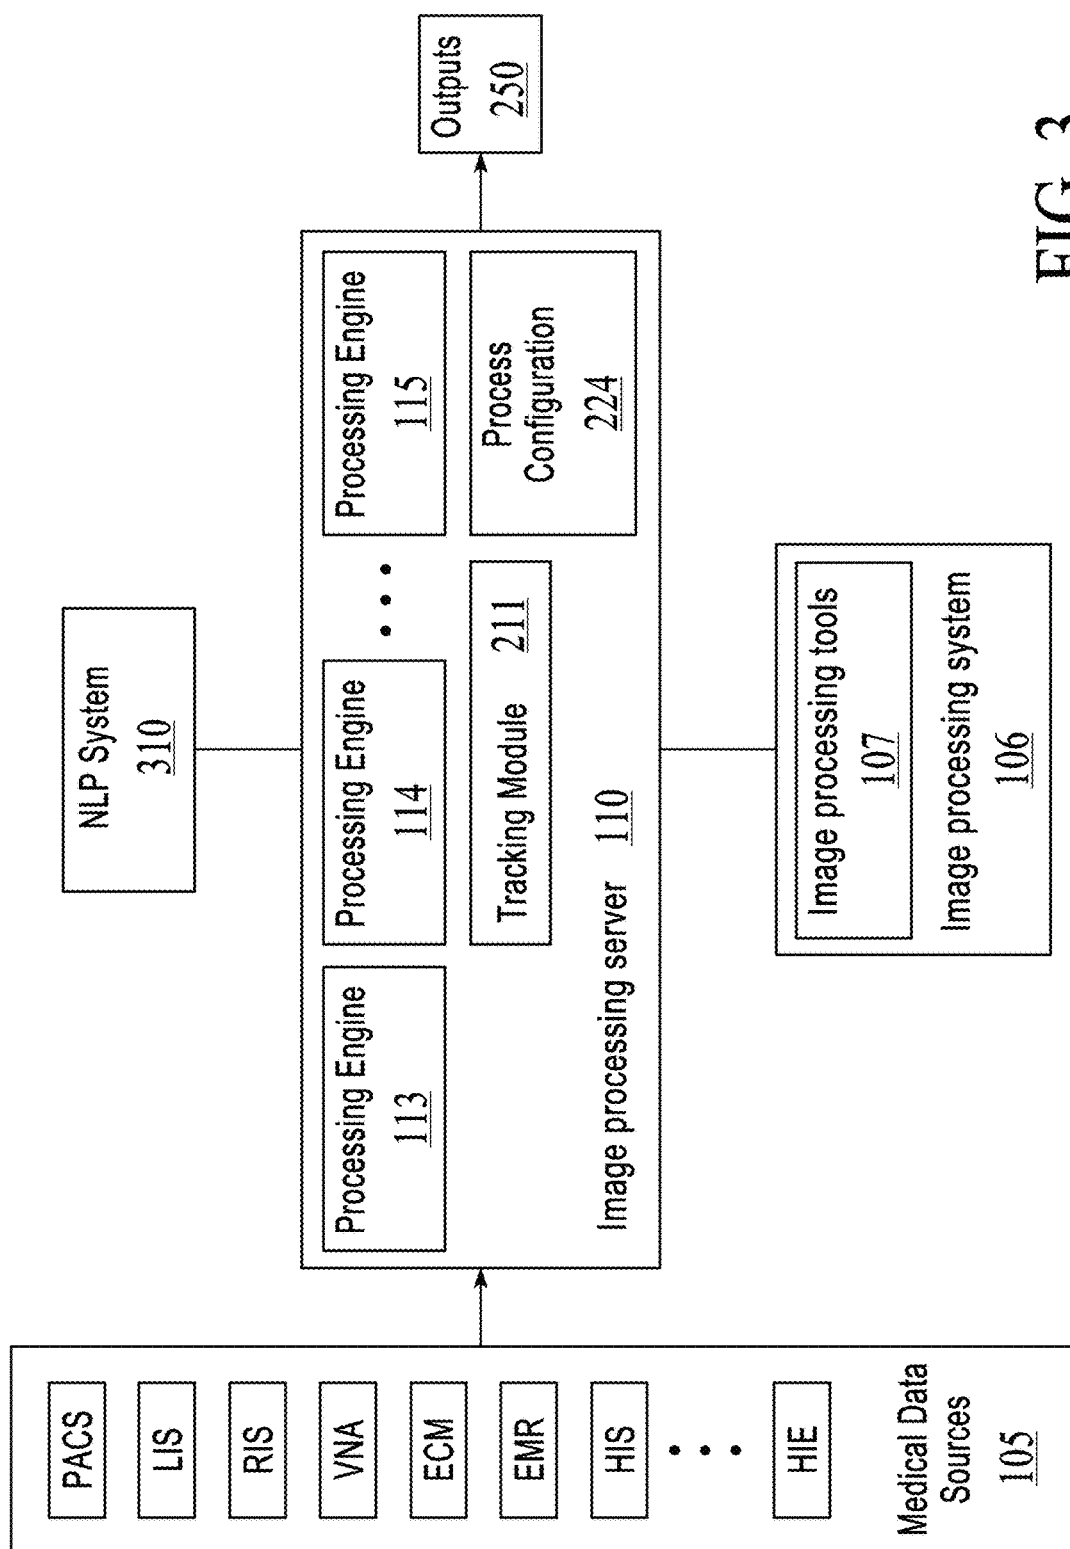 PACS
LIS
RIS
VNA
ECM
EMR
HIS
HIE
Medical Data
Sources
105
NLP System
310
Processing Engine
113
Processing Engine
114
Processing Engine
115
Tracking Module 211
Process
Configuration
224
Image processing server 110
Outputs
250
Image processing tools
107
Image processing system
106
FIG. 3